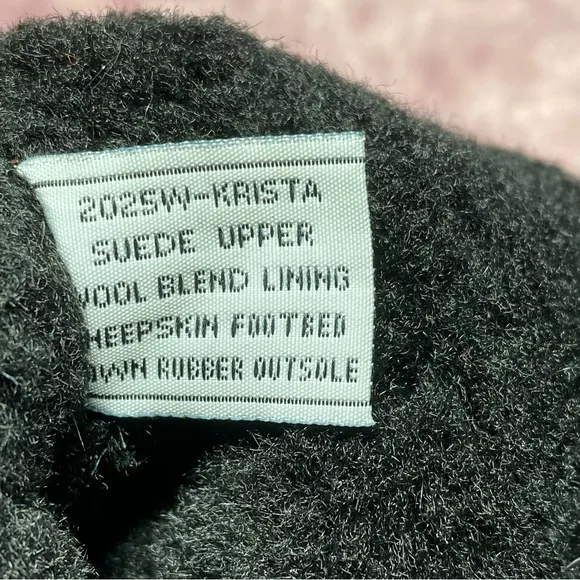 202SW-KRISTA
SUEDE UPPER
WOOL BLEND LINING
HEEPSKIN FOOTBED
OWN RUBBER OUTSOLE